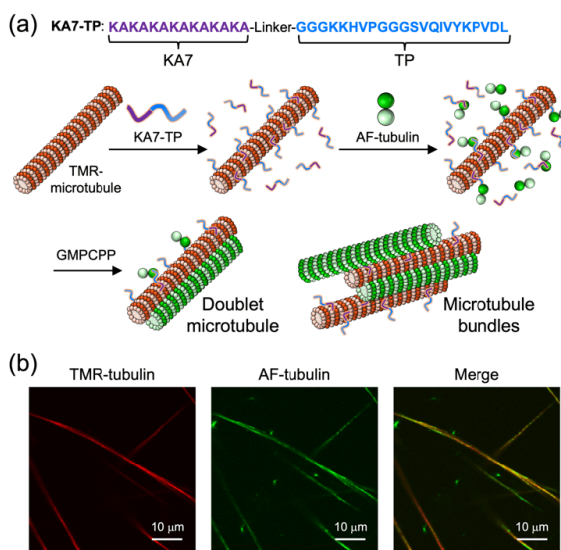 (a)
KA7-TP: KAKAKAKAKAKAKA-Linker-GGGKKHVPGGGSVQIVYKPVDL
KA7 TP
KA7-TP AF-tubulin
TMR-
microtubule
GMPCPP
Doublet
microtubule
Microtubule
bundles
(b)
TMR-tubulin AF-tubulin Merge
10 μm 10 μm 10 μm